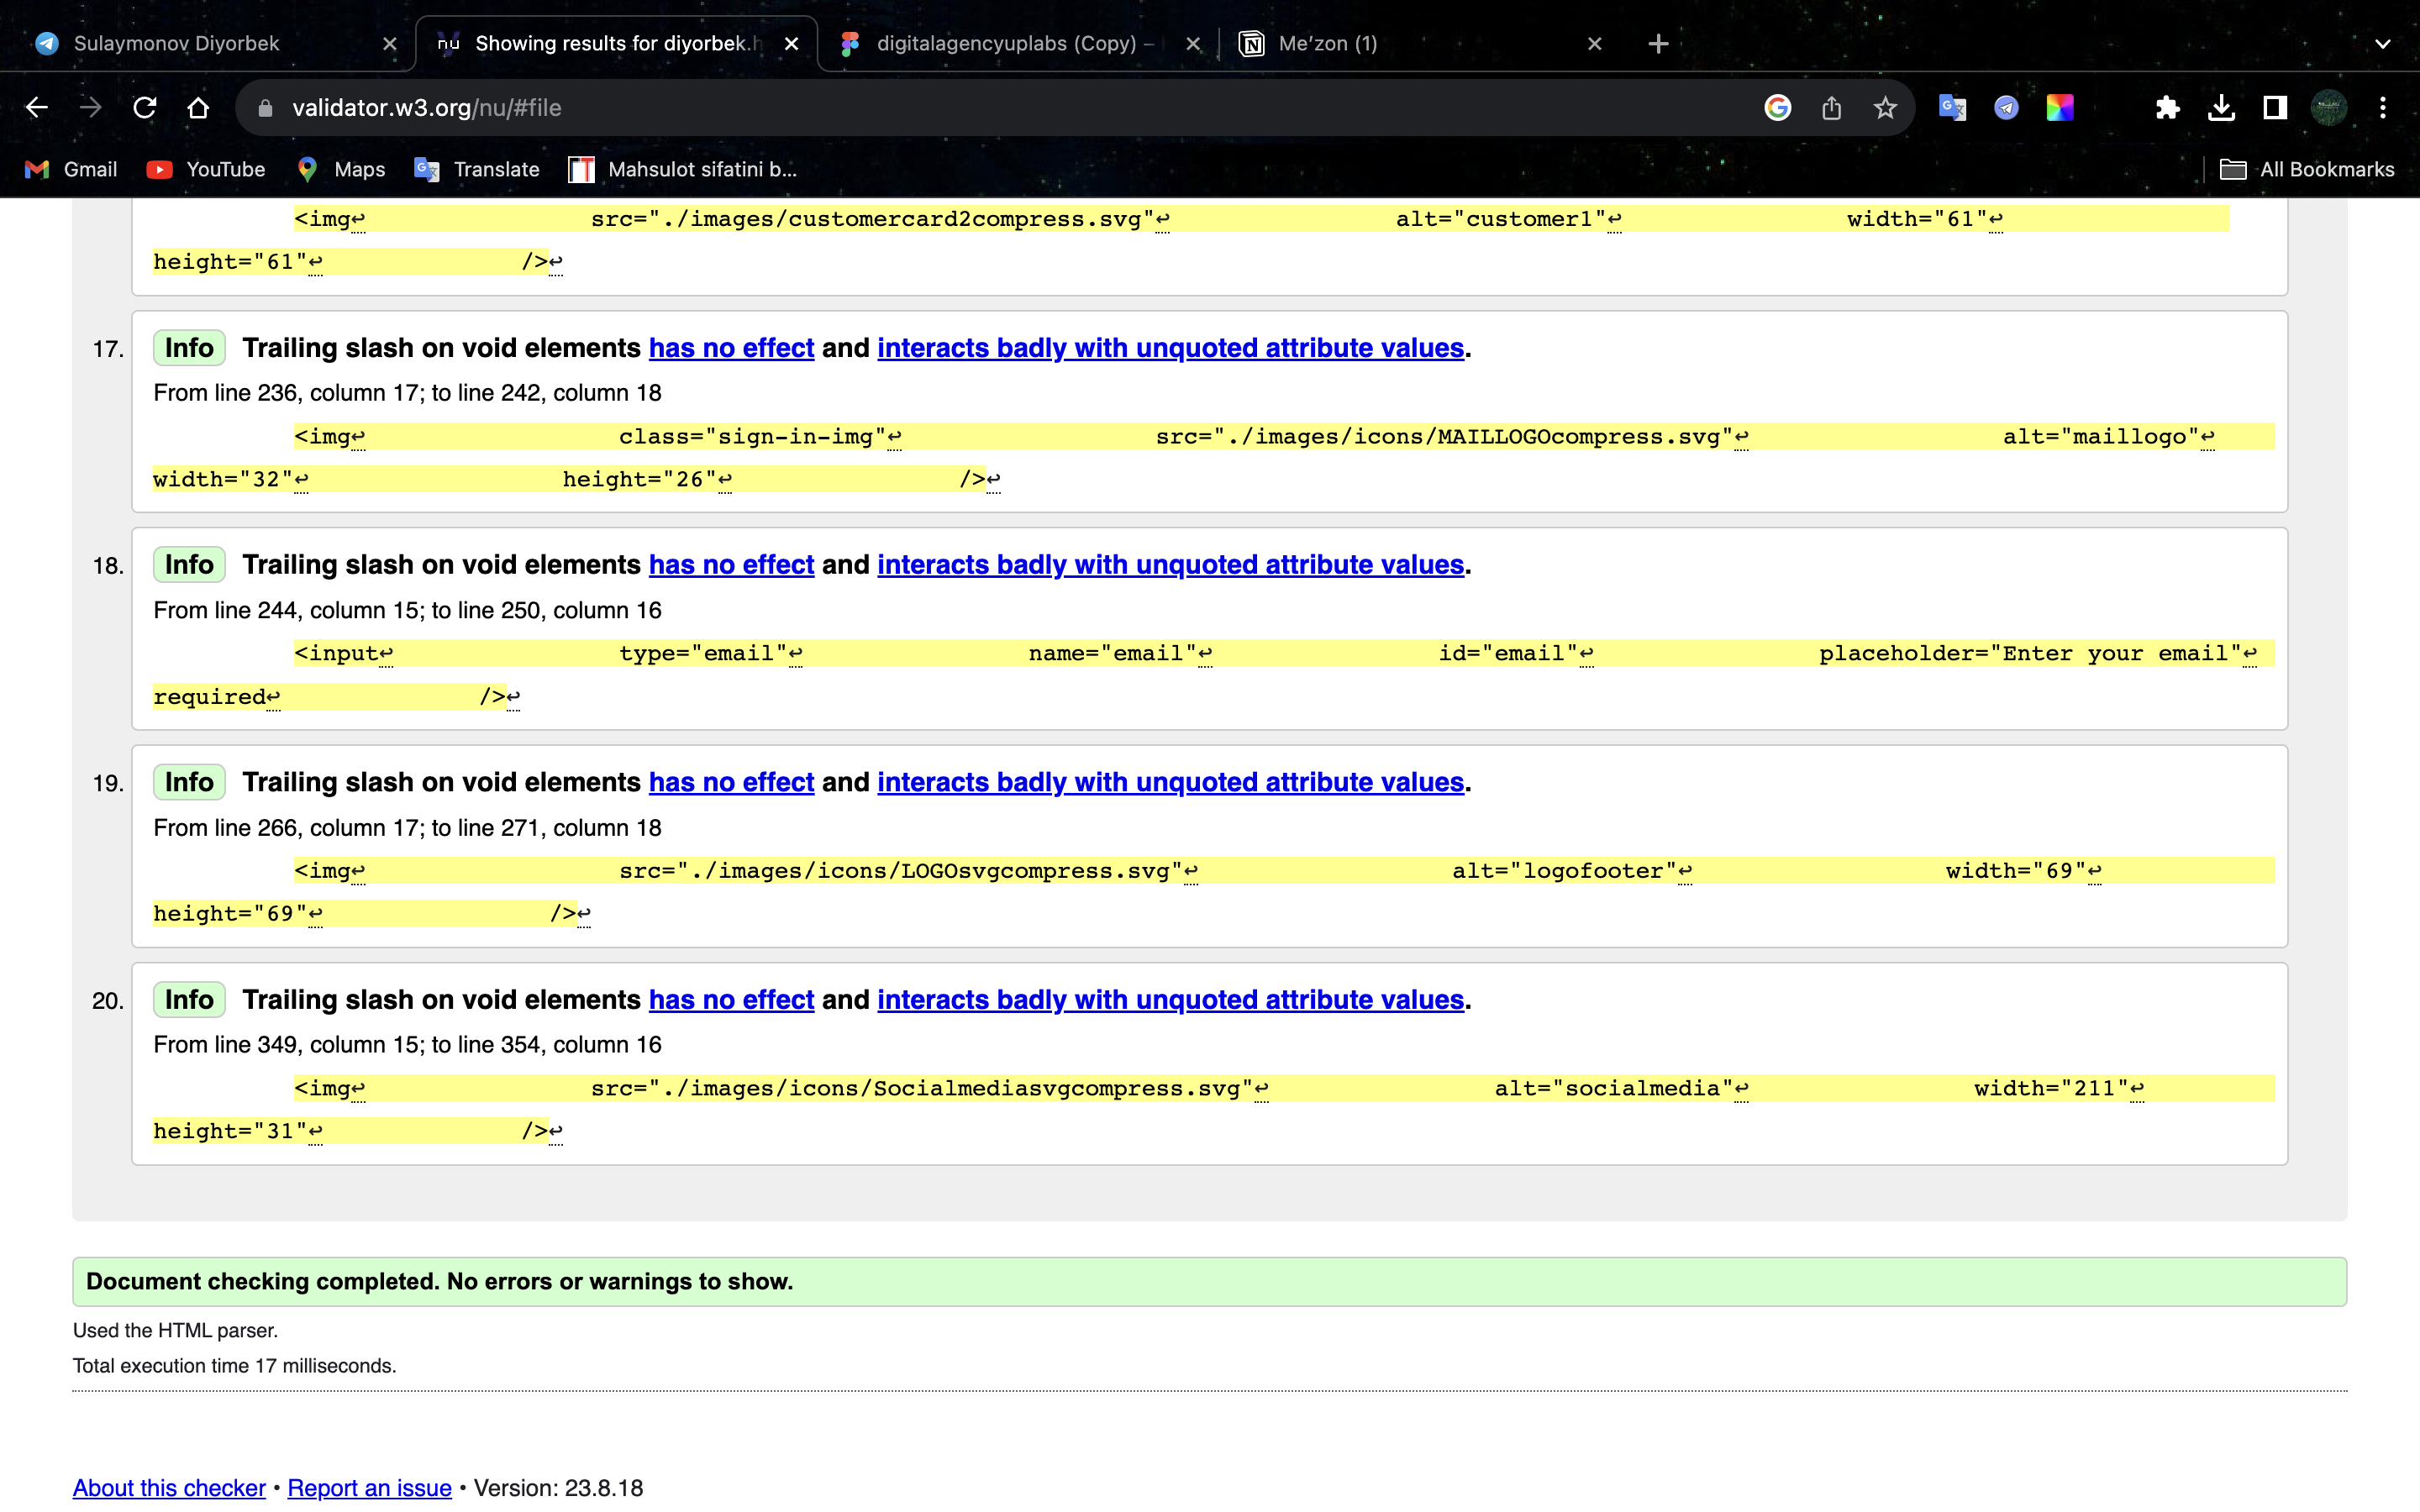 Sulaymonov Diyorbek
nu Showing results for diyorbek.h
digitalagencyuplabs (Copy) –
Me’zon (1)
validator.w3.org/nu/#file
Gmail YouTube Maps Translate Mahsulot sifatini b... All Bookmarks
<img↩ src="./images/customercard2compress.svg"↩ alt="customer1"↩ width="61"↩
height="61"↩ />↩
17. Info Trailing slash on void elements has no effect and interacts badly with unquoted attribute values.
From line 236, column 17; to line 242, column 18
<img↩ class="sign-in-img"↩ src="./images/icons/MAILLOGOcompress.svg"↩ alt="maillogo"↩
width="32"↩ height="26"↩ />↩
18. Info Trailing slash on void elements has no effect and interacts badly with unquoted attribute values.
From line 244, column 15; to line 250, column 16
<input↩ type="email"↩ name="email"↩ id="email"↩ placeholder="Enter your email"↩
required↩ />↩
19. Info Trailing slash on void elements has no effect and interacts badly with unquoted attribute values.
From line 266, column 17; to line 271, column 18
<img↩ src="./images/icons/LOGOsvgcompress.svg"↩ alt="logofooter"↩ width="69"↩
height="69"↩ />↩
20. Info Trailing slash on void elements has no effect and interacts badly with unquoted attribute values.
From line 349, column 15; to line 354, column 16
<img↩ src="./images/icons/Socialmediasvgcompress.svg"↩ alt="socialmedia"↩ width="211"↩
height="31"↩ />↩
Document checking completed. No errors or warnings to show.
Used the HTML parser.
Total execution time 17 milliseconds.
About this checker • Report an issue • Version: 23.8.18